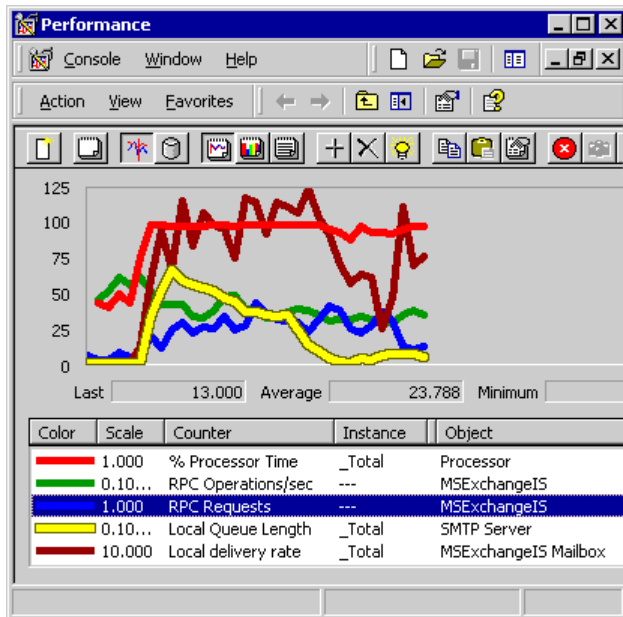 Performance
Console Window Help
Action View Favorites
125
100
75
50
25
0
Last 13.000 Average 23.788 Minimum
Color Scale Counter Instance Object
1.000 % Processor Time _Total Processor
0.10... RPC Operations/sec --- MSExchangeIS
1.000 RPC Requests --- MSExchangeIS
0.10... Local Queue Length _Total SMTP Server
10.000 Local delivery rate _Total MSExchangeIS Mailbox